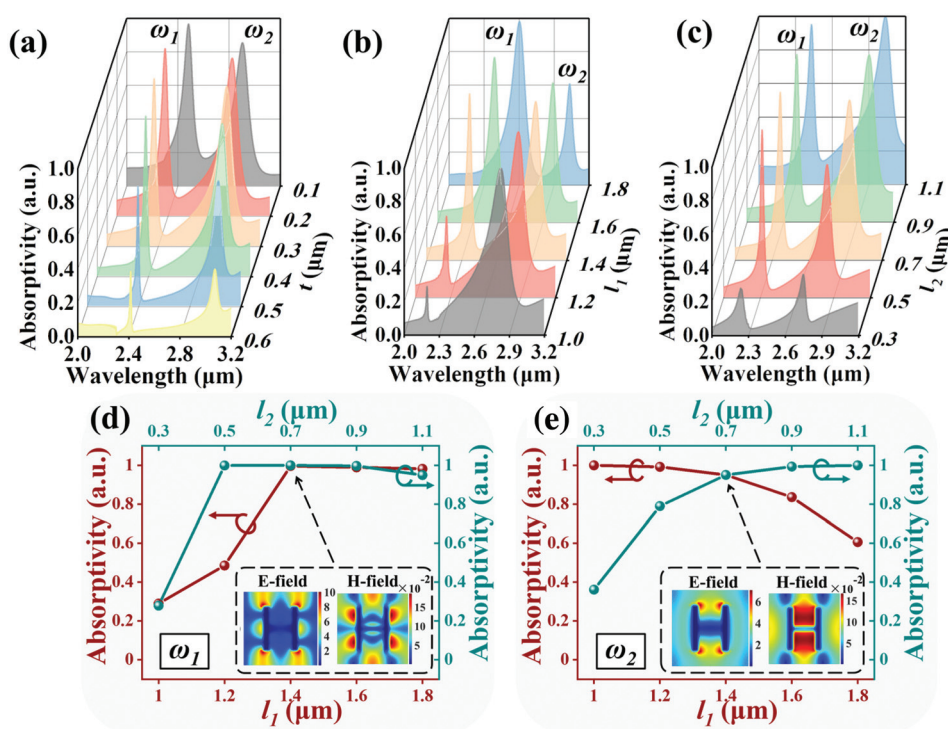 (a)
ω1
ω2
Absorptivity (a.u.)
1.0
0.8
0.6
0.4
0.2
0.0
2.0 2.4 2.8 3.2
Wavelength (μm)
0.1
0.2
0.3
0.4
0.5
0.6
t (μm)
(b)
ω1
ω2
Absorptivity (a.u.)
1.0
0.8
0.6
0.4
0.2
0.0
2.0 2.3 2.6 2.9 3.2
Wavelength (μm)
1.8
1.6
1.4
1.2
1.0
l1 (μm)
(c)
ω1
ω2
Absorptivity (a.u.)
1.0
0.8
0.6
0.4
0.2
0.0
2.0 2.3 2.6 2.9 3.2
Wavelength (μm)
1.1
0.9
0.7
0.5
0.3
l2 (μm)
(d)
l2 (μm)
0.3 0.5 0.7 0.9 1.1
Absorptivity (a.u.)
1
0.8
0.6
0.4
0.2
0
Absorptivity (a.u.)
1
0.8
0.6
0.4
0.2
0
E-field
10
8
6
4
2
H-field
×10-2
15
10
5
ω1
1 1.2 1.4 1.6 1.8
l1 (μm)
(e)
l2 (μm)
0.3 0.5 0.7 0.9 1.1
Absorptivity (a.u.)
1
0.8
0.6
0.4
0.2
0
Absorptivity (a.u.)
1
0.8
0.6
0.4
0.2
0
E-field
6
4
2
H-field
×10-2
15
10
5
ω2
1 1.2 1.4 1.6 1.8
l1 (μm)